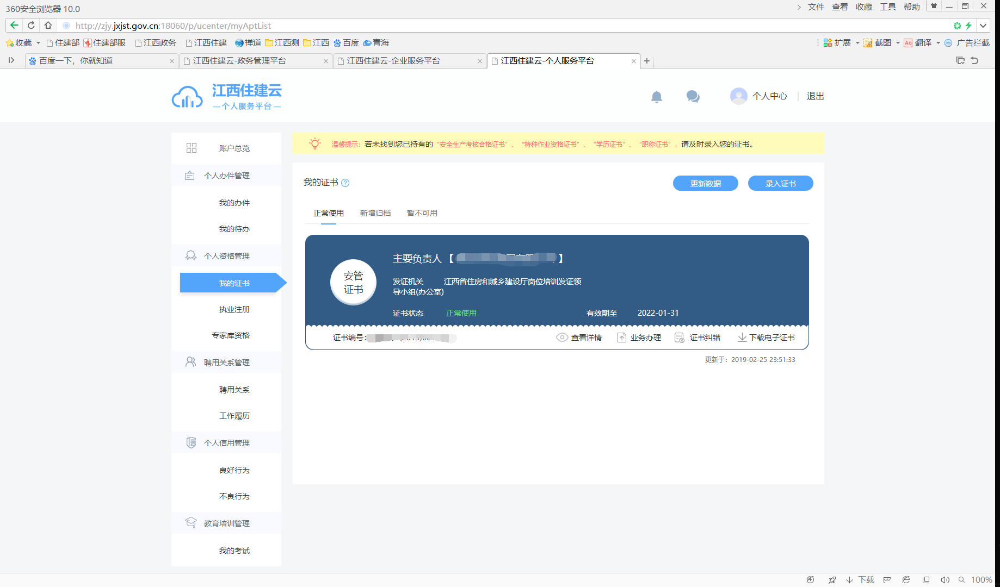 360安全浏览器 10.0
文件 查看 收藏 工具 帮助
http://zjy.jxjst.gov.cn:18060/p/ucenter/myAptList
收藏 住建部 住建部服 江西政务 江西住建 禅道 江西测 江西 百度 青海
扩展 截图 翻译 广告拦截
百度一下，你就知道 江西住建云-政务管理平台 江西住建云-企业服务平台 江西住建云-个人服务平台
江西住建云
—个人服务平台—
个人中心 退出
账户总览
个人办件管理
我的办件
我的待办
个人资格管理
我的证书
执业注册
专家库资格
聘用关系管理
聘用关系
工作履历
个人信用管理
良好行为
不良行为
教育培训管理
我的考试
温馨提示：若未找到您已持有的“安全生产考核合格证书”、“特种作业资格证书”、“学历证书”、“职称证书”，请及时录入您的证书。
我的证书
更新数据 录入证书
正常使用 新增归档 暂不可用
安管
证书
主要负责人【 】
发证机关 江西省住房和城乡建设厅岗位培训发证领
导小组(办公室)
证书状态 正常使用 有效期至 2022-01-31
证书编号: 查看详情 业务办理 证书纠错 下载电子证书
更新于：2019-02-25 23:51:33
下载 100%